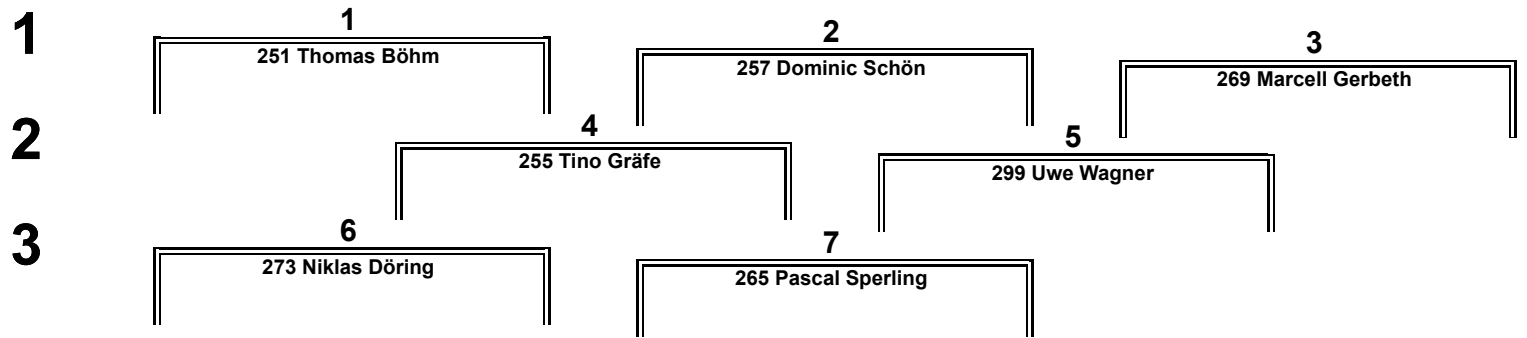 1
1
251 Thomas Böhm
2
257 Dominic Schön
3
269 Marcell Gerbeth
2
4
255 Tino Gräfe
5
299 Uwe Wagner
3
6
273 Niklas Döring
7
265 Pascal Sperling